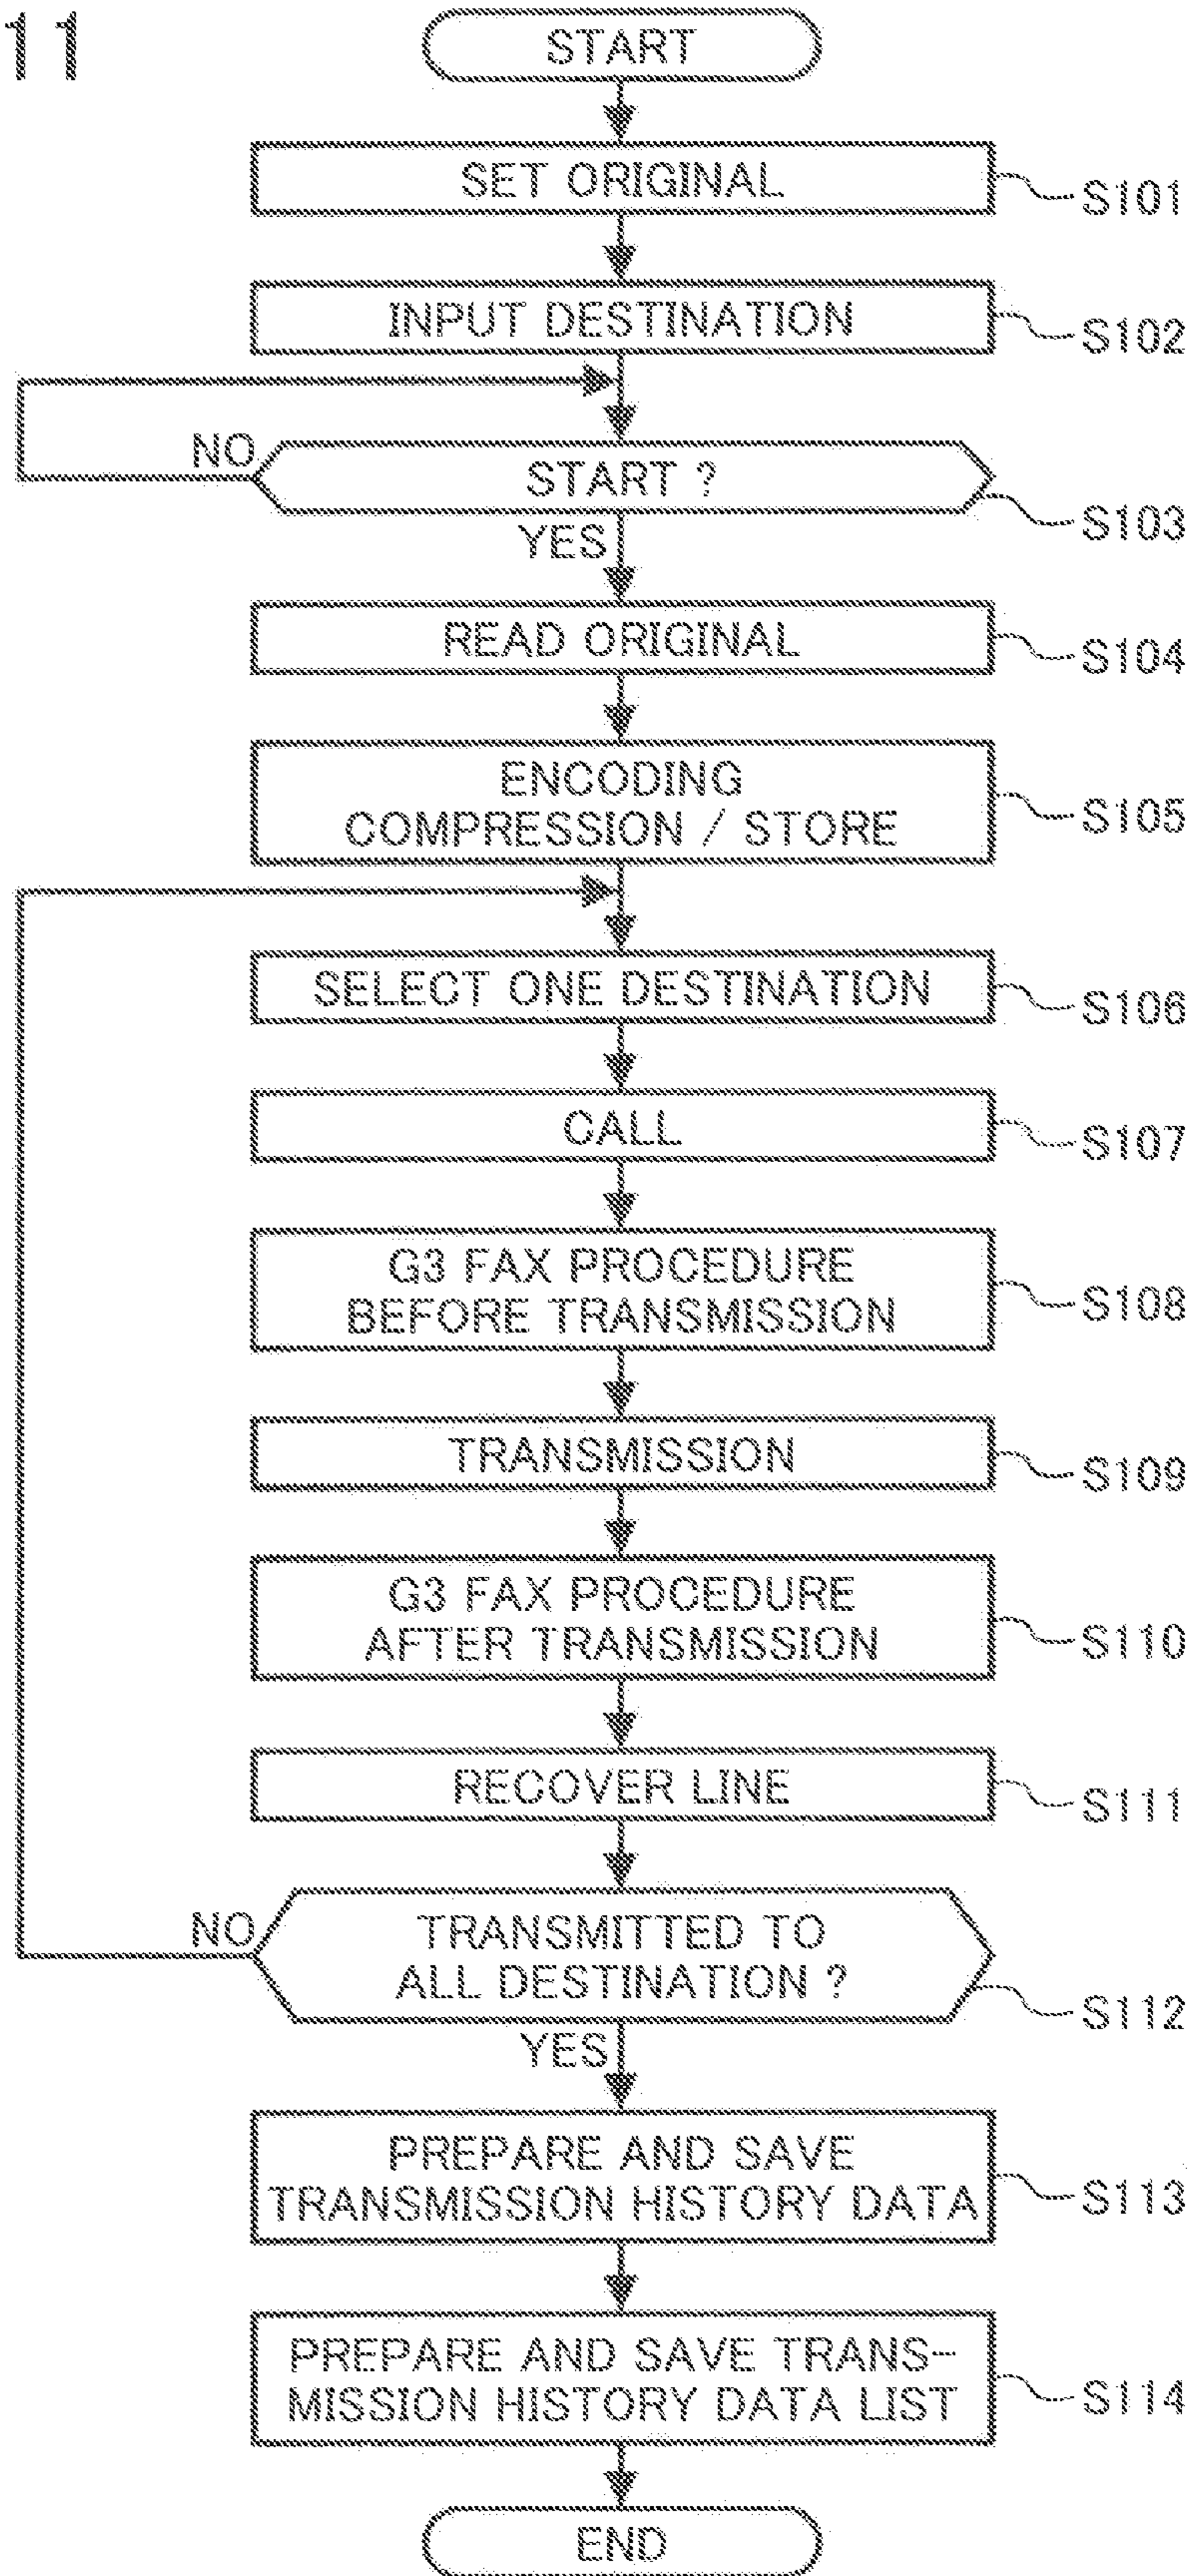 11
START
SET ORIGINAL
S101
INPUT DESTINATION
S102
NO
START ?
S103
YES
READ ORIGINAL
S104
ENCODING
COMPRESSION / STORE
S105
SELECT ONE DESTINATION
S106
CALL
S107
G3 FAX PROCEDURE
BEFORE TRANSMISSION
S108
TRANSMISSION
S109
G3 FAX PROCEDURE
AFTER TRANSMISSION
S110
RECOVER LINE
S111
NO
TRANSMITTED TO
ALL DESTINATION ?
S112
YES
PREPARE AND SAVE
TRANSMISSION HISTORY DATA
S113
PREPARE AND SAVE TRANS-
MISSION HISTORY DATA LIST
S114
END